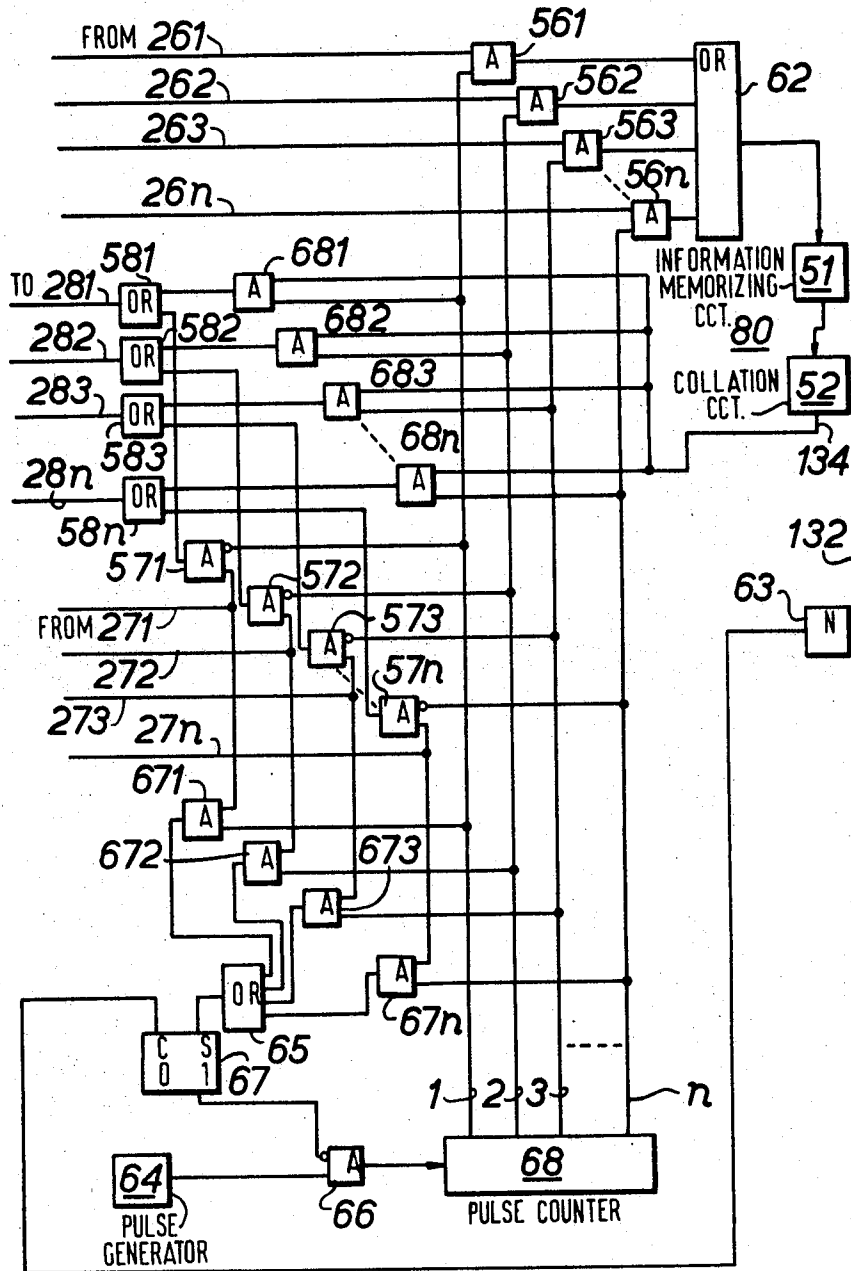 FROM 261
A
561
OR
262
A
562
62
263
A
563
26n
A
56n
581
681
TO 281
OR
A
INFORMATION
MEMORIZING
CCT.
51
582
682
80
282
OR
A
683
COLLATION
CCT.
52
283
OR
A
583
68n
134
28n
OR
A
58n
132
571
A
572
A
63
N
FROM 271
573
A
272
57n
A
273
27n
671
A
672
A
673
A
OR
A
65
67n
C S
0 1
67
1
2
3
n
64
A
68
66
PULSE
GENERATOR
PULSE COUNTER